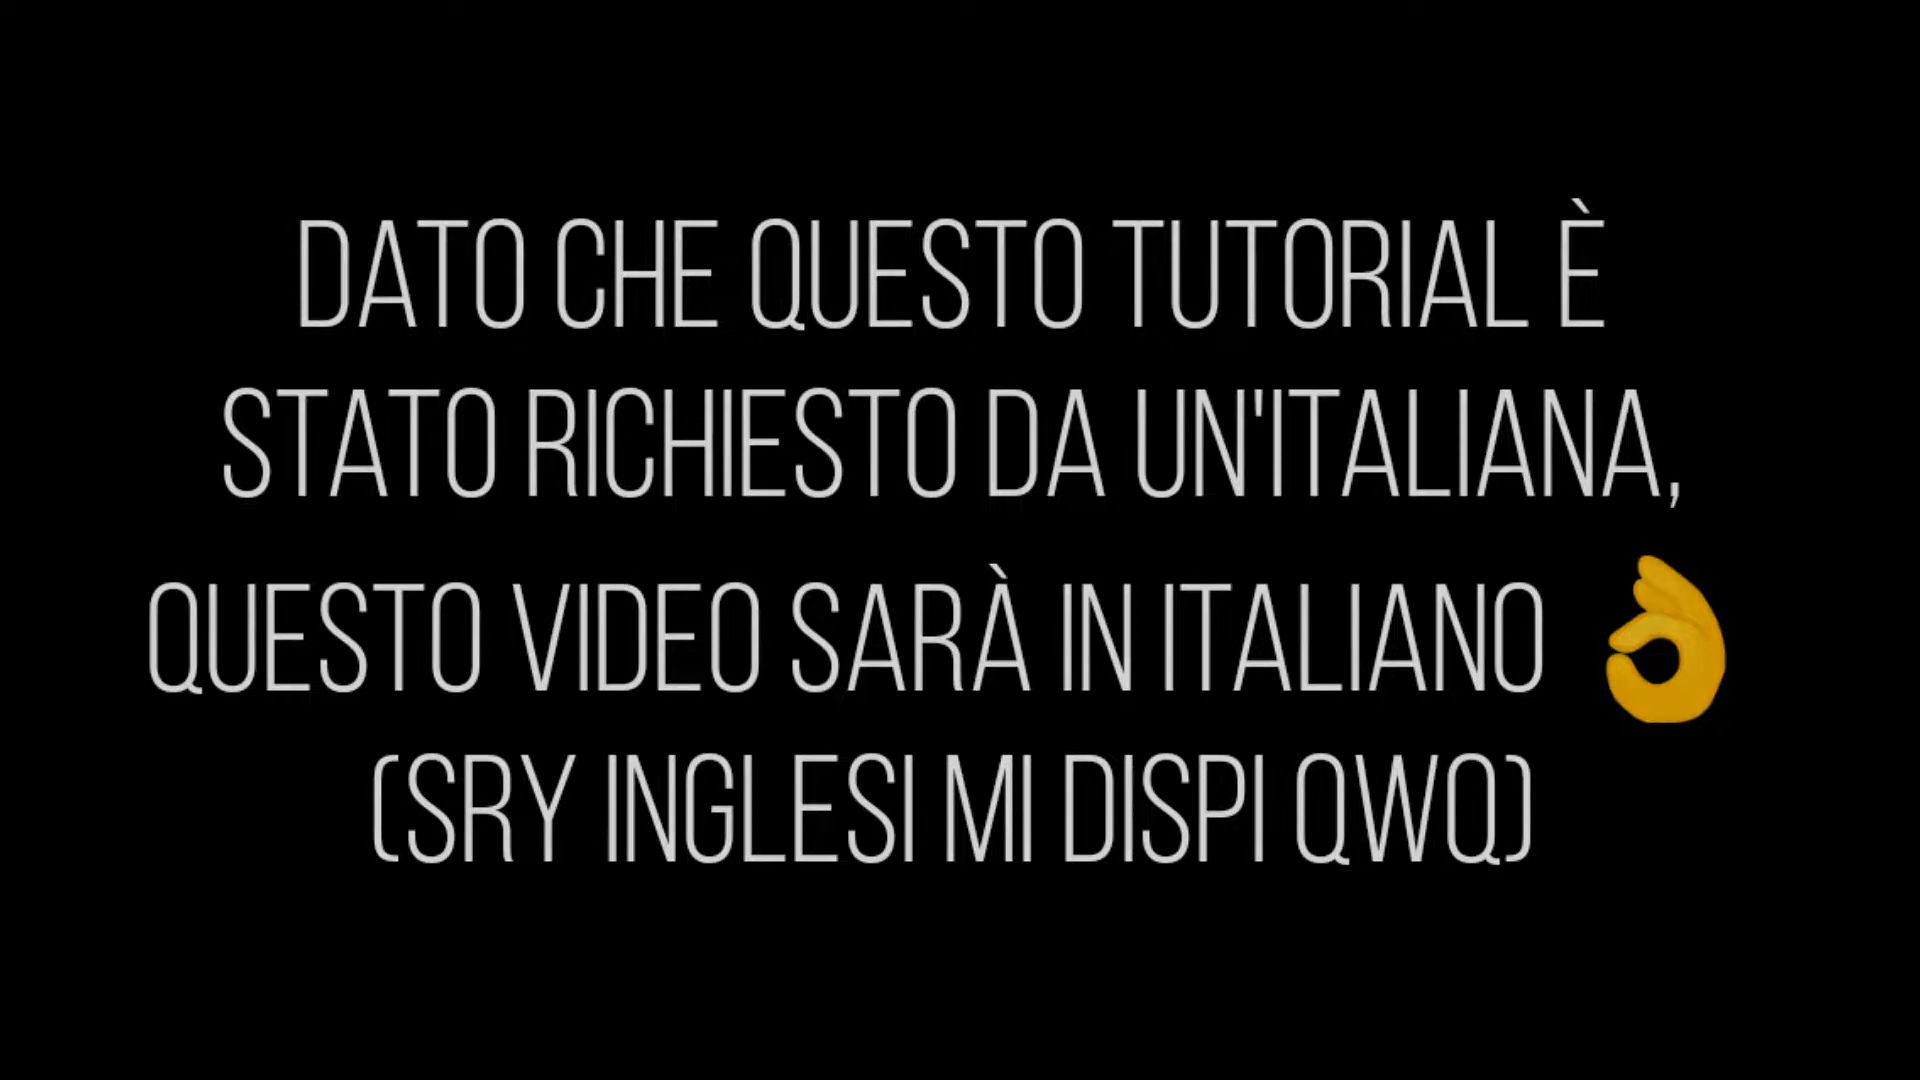 DATO CHE QUESTO TUTORIAL È
STATO RICHIESTO DA UN'ITALIANA,
QUESTO VIDEO SARÀ IN ITALIANO 👌
(SRY INGLESI MI DISPI QWQ)